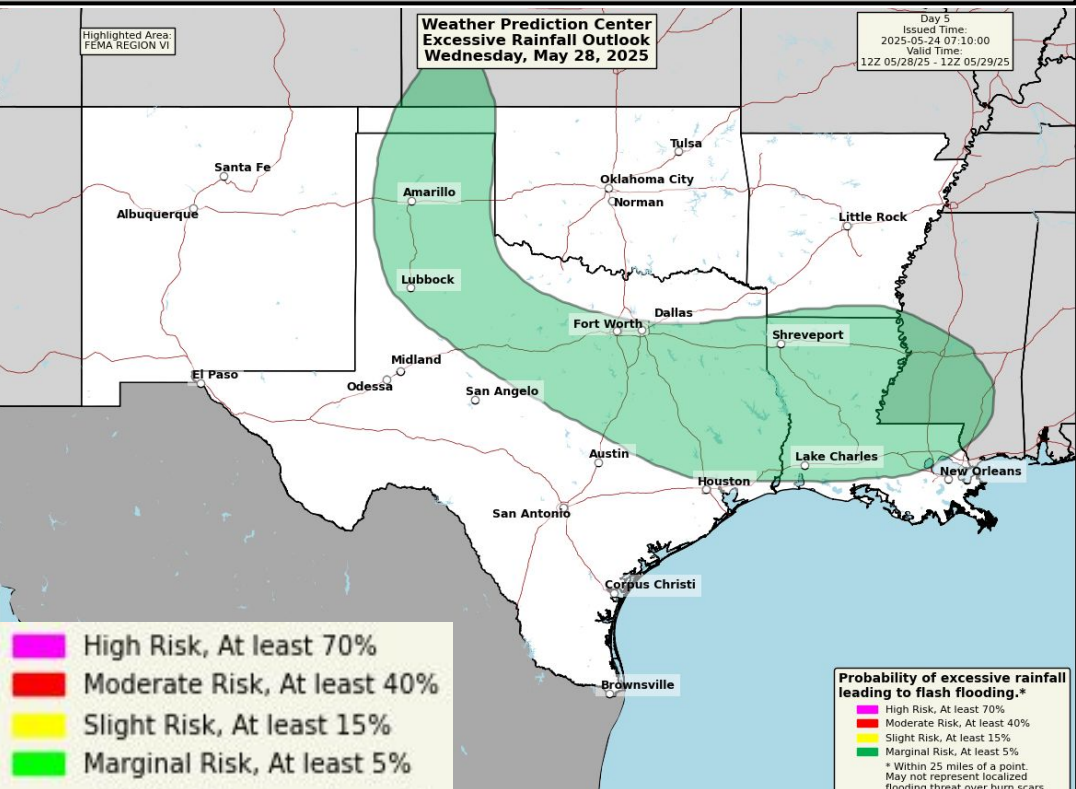 Highlighted Area:
FEMA REGION VI
Weather Prediction Center
Excessive Rainfall Outlook
Wednesday, May 28, 2025
Day 5
Issued Time:
2025-05-24 07:10:00
Valid Time:
12Z 05/28/25 - 12Z 05/29/25
Tulsa
Santa Fe
Oklahoma City
Amarillo
Norman
Albuquerque
Little Rock
Lubbock
Dallas
Fort Worth
Shreveport
Midland
El Paso
Odessa
San Angelo
Austin
Lake Charles
New Orleans
Houston
San Antonio
Corpus Christi
Brownsville
High Risk, At least 70%
Moderate Risk, At least 40%
Slight Risk, At least 15%
Marginal Risk, At least 5%
Probability of excessive rainfall
leading to flash flooding.*
High Risk, At least 70%
Moderate Risk, At least 40%
Slight Risk, At least 15%
Marginal Risk, At least 5%
* Within 25 miles of a point.
May not represent localized
flooding threat over burn scars